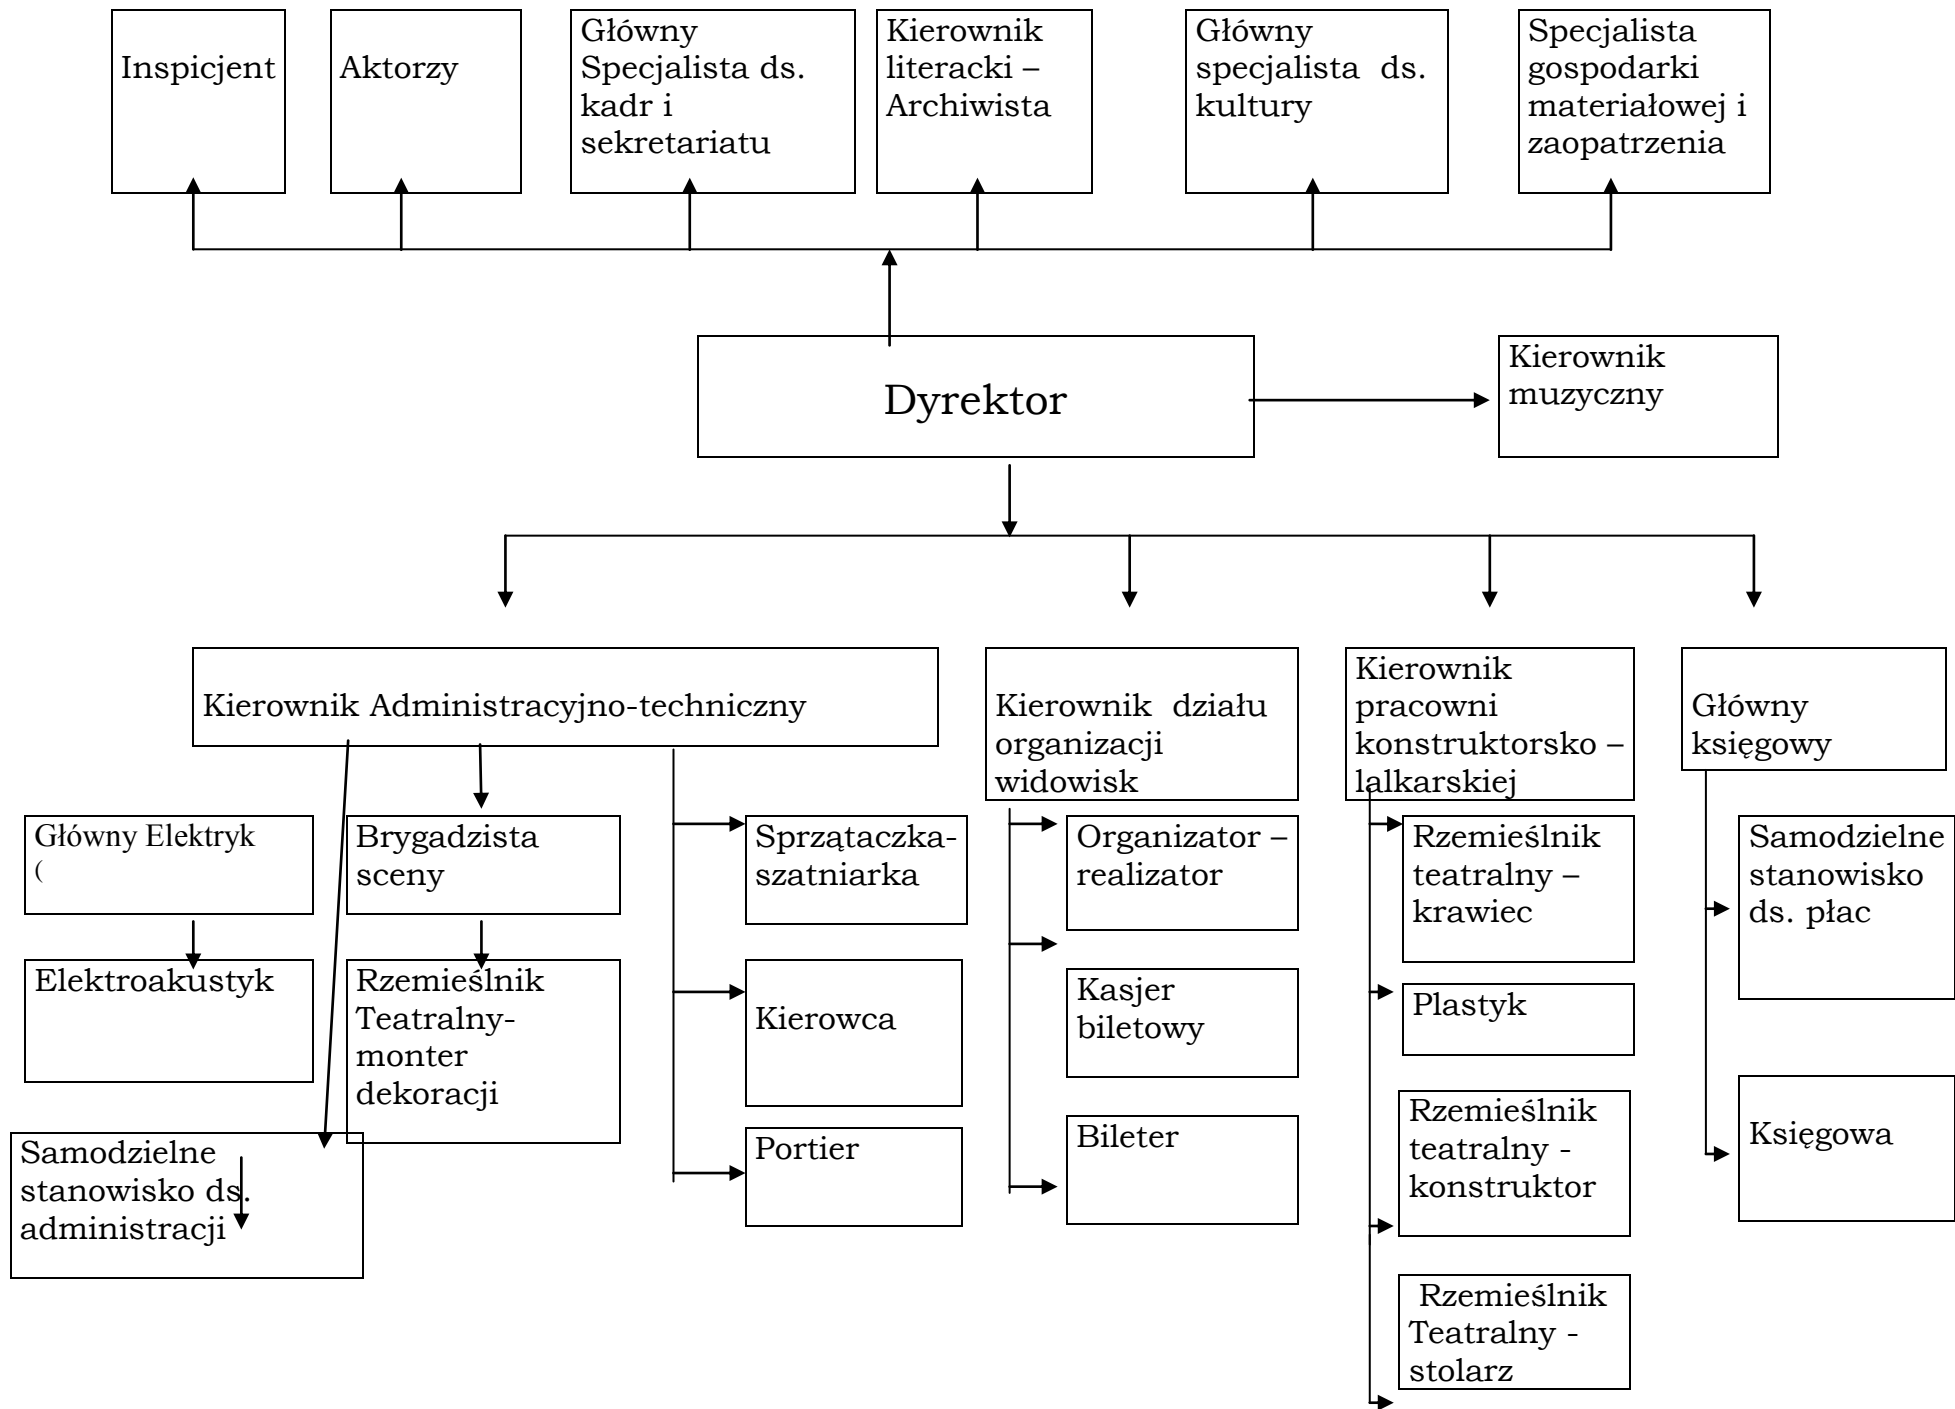 Inspicjent
Aktorzy
Główny
Specjalista ds.
kadr i
sekretariatu
Kierownik
literacki –
Archiwista
Główny
specjalista ds.
kultury
Specjalista
gospodarki
materiałowej i
zaopatrzenia
Dyrektor
Kierownik
muzyczny
Kierownik Administracyjno-techniczny
Kierownik działu
organizacji
widowisk
Kierownik
pracowni
konstruktorsko –
lalkarskiej
Główny
księgowy
Główny Elektryk
(
Brygadzista
sceny
Sprzątaczka-
szatniarka
Organizator –
realizator
Rzemieślnik
teatralny –
krawiec
Samodzielne
stanowisko
ds. płac
Elektroakustyk
Rzemieślnik
Teatralny-
monter
dekoracji
Kierowca
Kasjer
biletowy
Plastyk
Rzemieślnik
teatralny -
konstruktor
Księgowa
Samodzielne
stanowisko ds.
administracji
Portier
Bileter
Rzemieślnik
Teatralny -
stolarz